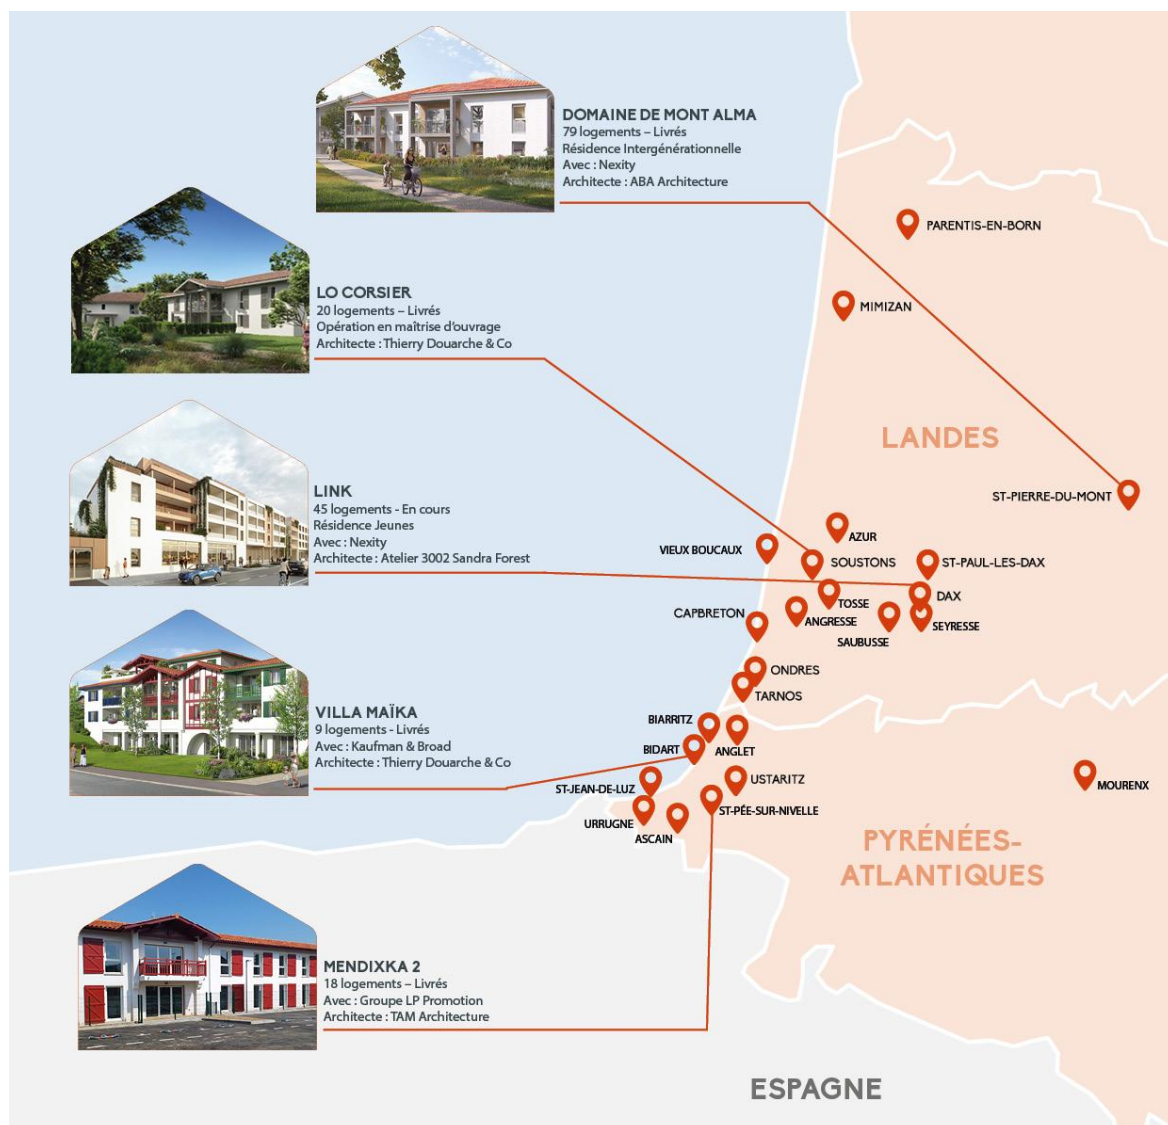 DOMAINE DE MONT ALMA
79 logements – Livrés
Résidence Intergénérationnelle
Avec : Nexity
Architecte : ABA Architecture
LO CORSIER
20 logements – Livrés
Opération en maîtrise d'ouvrage
Architecte : Thierry Douarche & Co
LINK
45 logements - En cours
Résidence Jeunes
Avec : Nexity
Architecte : Atelier 3002 Sandra Forest
VILLA MAÏKA
9 logements - Livrés
Avec : Kaufman & Broad
Architecte : Thierry Douarche & Co
MENDIXKA 2
18 logements – Livrés
Avec : Groupe LP Promotion
Architecte : TAM Architecture
PARENTIS-EN-BORN
MIMIZAN
LANDES
ST-PIERRE-DU-MONT
AZUR
VIEUX BOUCAUX
SOUSTONS
ST-PAUL-LES-DAX
DAX
TOSSE
CAPBRETON
ANGRESSE
SEYRESSE
SAUBUSSE
ONDRES
TARNOS
BIARRITZ
BIDART
ANGLET
USTARITZ
MOURENX
ST-JEAN-DE-LUZ
ST-PÉE-SUR-NIVELLE
URRUGNE
ASCAIN
PYRÉNÉES-
ATLANTIQUES
ESPAGNE